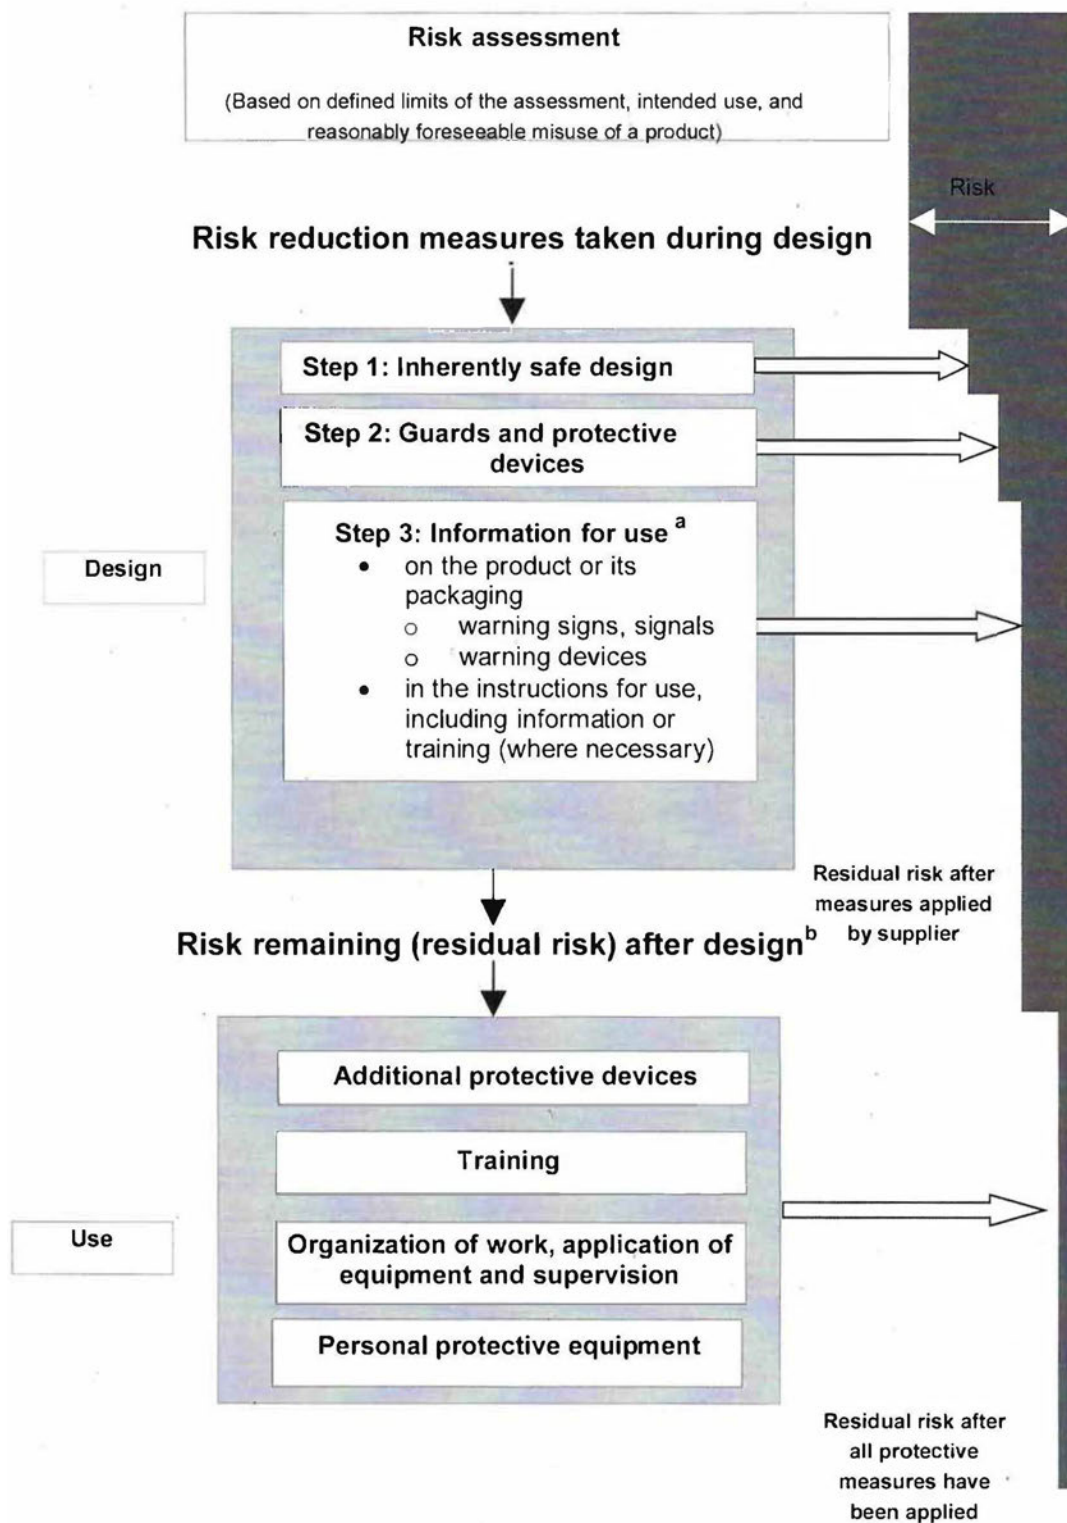 Risk assessment
(Based on defined limits of the assessment, intended use, and
reasonably foreseeable misuse of a product)
Risk
Risk reduction measures taken during design
Step 1: Inherently safe design
Step 2: Guards and protective
devices
Step 3: Information for use a
• on the product or its
packaging
o warning signs, signals
o warning devices
• in the instructions for use,
including information or
training (where necessary)
Design
Residual risk after
measures applied
by supplier
Risk remaining (residual risk) after design b
Additional protective devices
Training
Organization of work, application of
equipment and supervision
Personal protective equipment
Use
Residual risk after
all protective
measures have
been applied